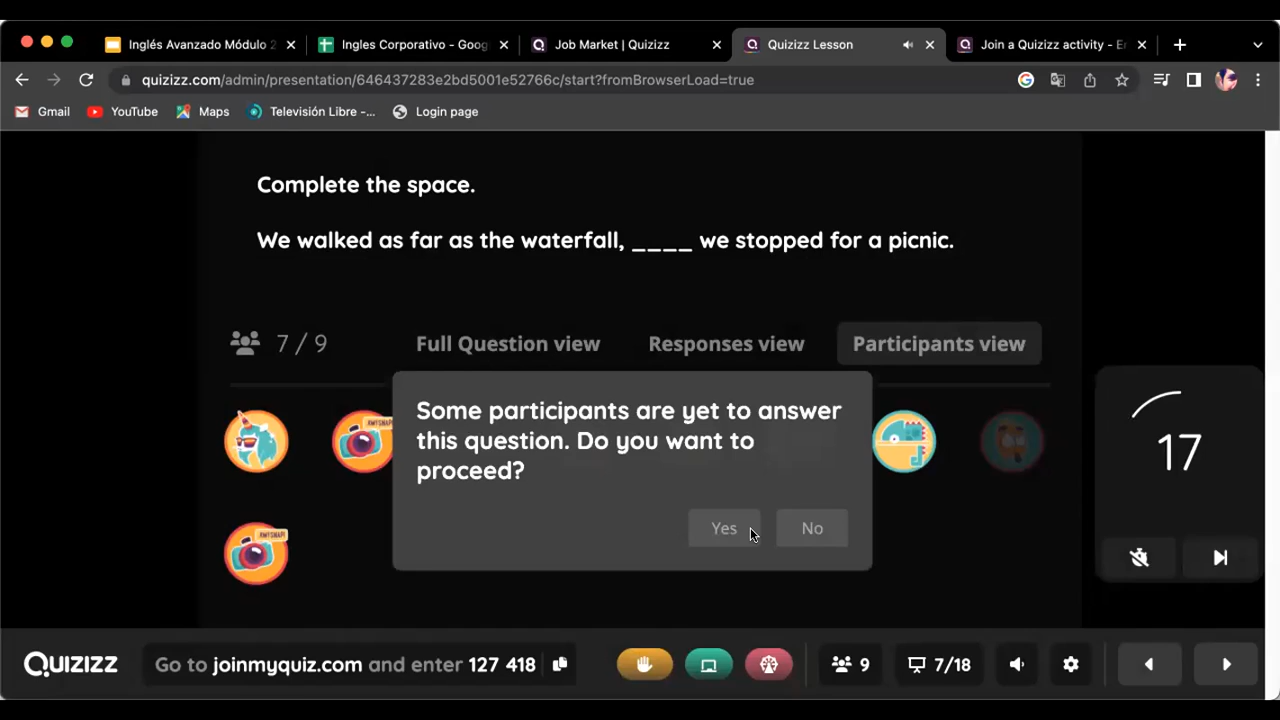 Inglés Avanzado Módulo 2
Ingles Corporativo - Goog
Job Market | Quizizz
Quizizz Lesson
Join a Quizizz activity - Er
quizizz.com/admin/presentation/646437283e2bd5001e52766c/start?fromBrowserLoad=true
Gmail
YouTube
Maps
Televisión Libre -...
Login page
Complete the space.
We walked as far as the waterfall, ____ we stopped for a picnic.
7 / 9
Full Question view
Responses view
Participants view
AWYSNAP!
Some participants are yet to answer
this question. Do you want to
proceed?
Yes
No
17
AWYSNAP!
QUIZIZZ
Go to joinmyquiz.com and enter 127 418
9
7/18